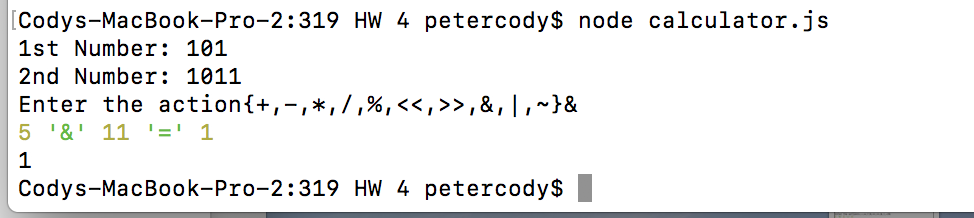 [Codys-MacBook-Pro-2:319 HW 4 petercody$ node calculator.js
1st Number: 101
2nd Number: 1011
Enter the action{+,-,*,/,%,<<,>>,&,|,~}&
5 '&' 11 '=' 1
1
Codys-MacBook-Pro-2:319 HW 4 petercody$